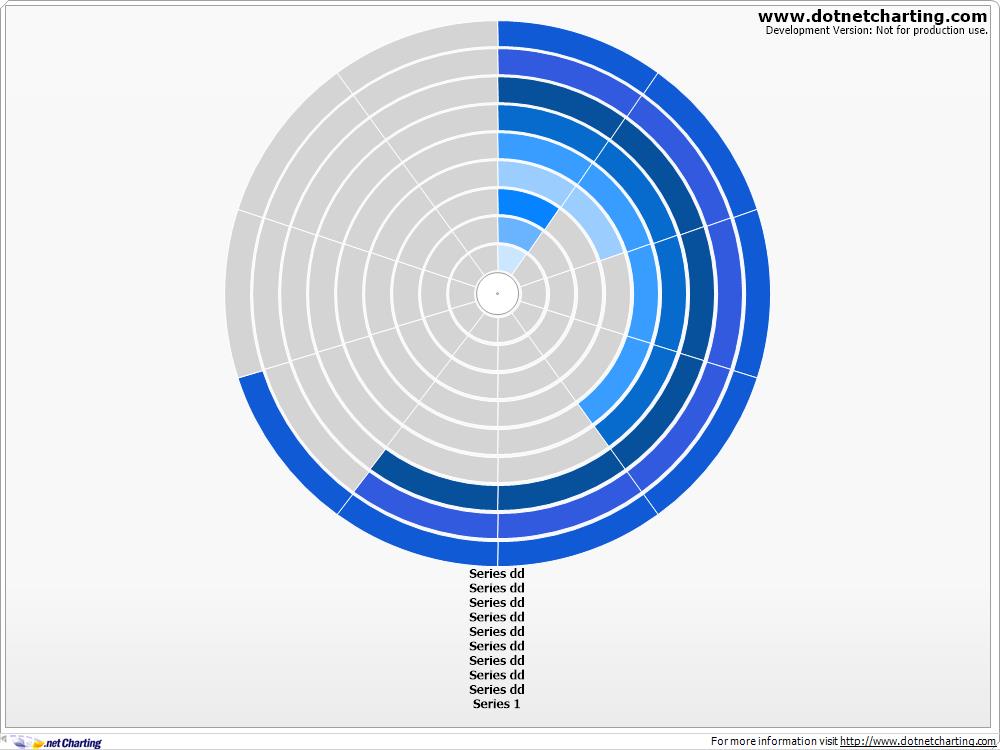 www.dotnetcharting.com
Development Version: Not for production use.
Series dd
Series dd
Series dd
Series dd
Series dd
Series dd
Series dd
Series dd
Series dd
Series 1
.net Charting
For more information visit http://www.dotnetcharting.com